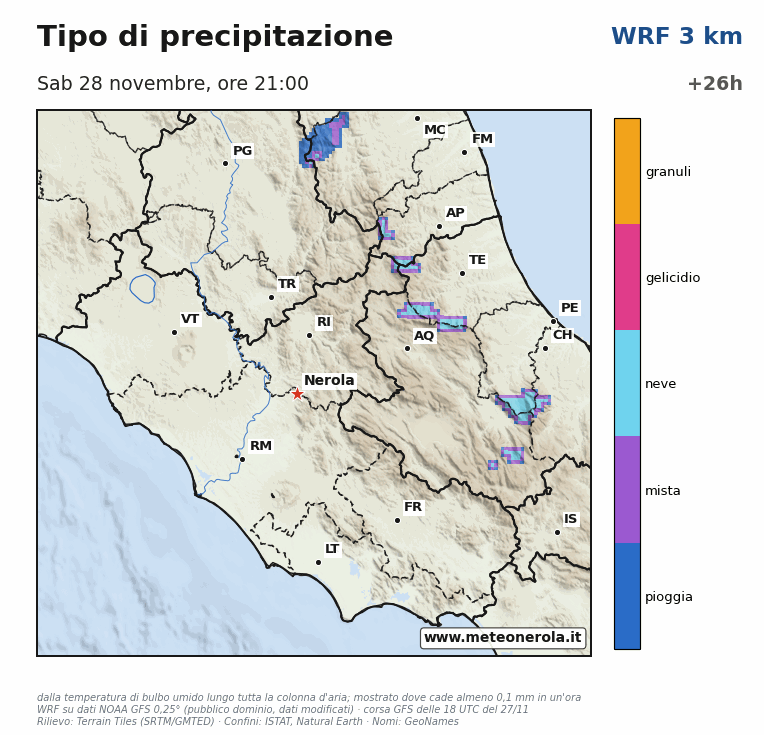 Tipo di precipitazione
WRF 3 km
Sab 28 novembre, ore 21:00
+26h
MC
FM
PG
AP
TE
TR
PE
VT
RI
AQ
CH
Nerola
RM
FR
IS
LT
www.meteonerola.it
granuli
gelicidio
neve
mista
pioggia
dalla temperatura di bulbo umido lungo tutta la colonna d'aria; mostrato dove cade almeno 0,1 mm in un'ora
WRF su dati NOAA GFS 0,25° (pubblico dominio, dati modificati) · corsa GFS delle 18 UTC del 27/11
Rilievo: Terrain Tiles (SRTM/GMTED) · Confini: ISTAT, Natural Earth · Nomi: GeoNames